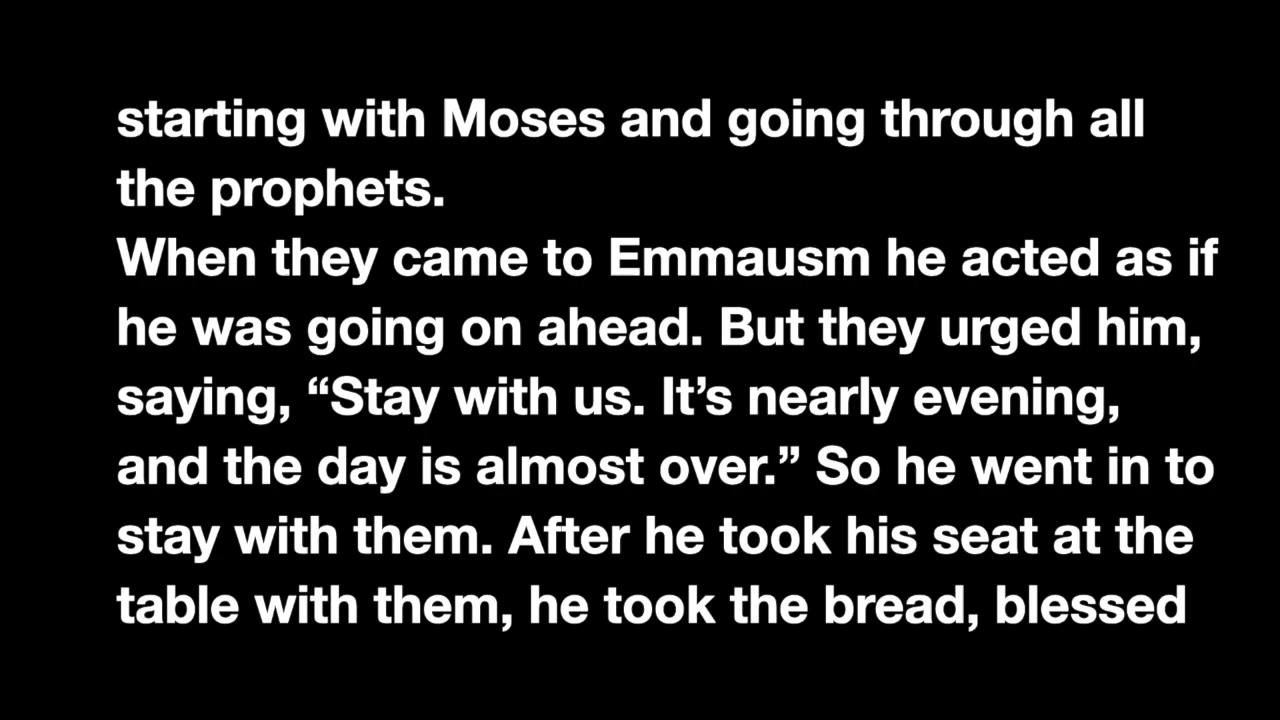 starting with Moses and going through all
the prophets.
When they came to Emmausm he acted as if
he was going on ahead. But they urged him,
saying, “Stay with us. It’s nearly evening,
and the day is almost over.” So he went in to
stay with them. After he took his seat at the
table with them, he took the bread, blessed